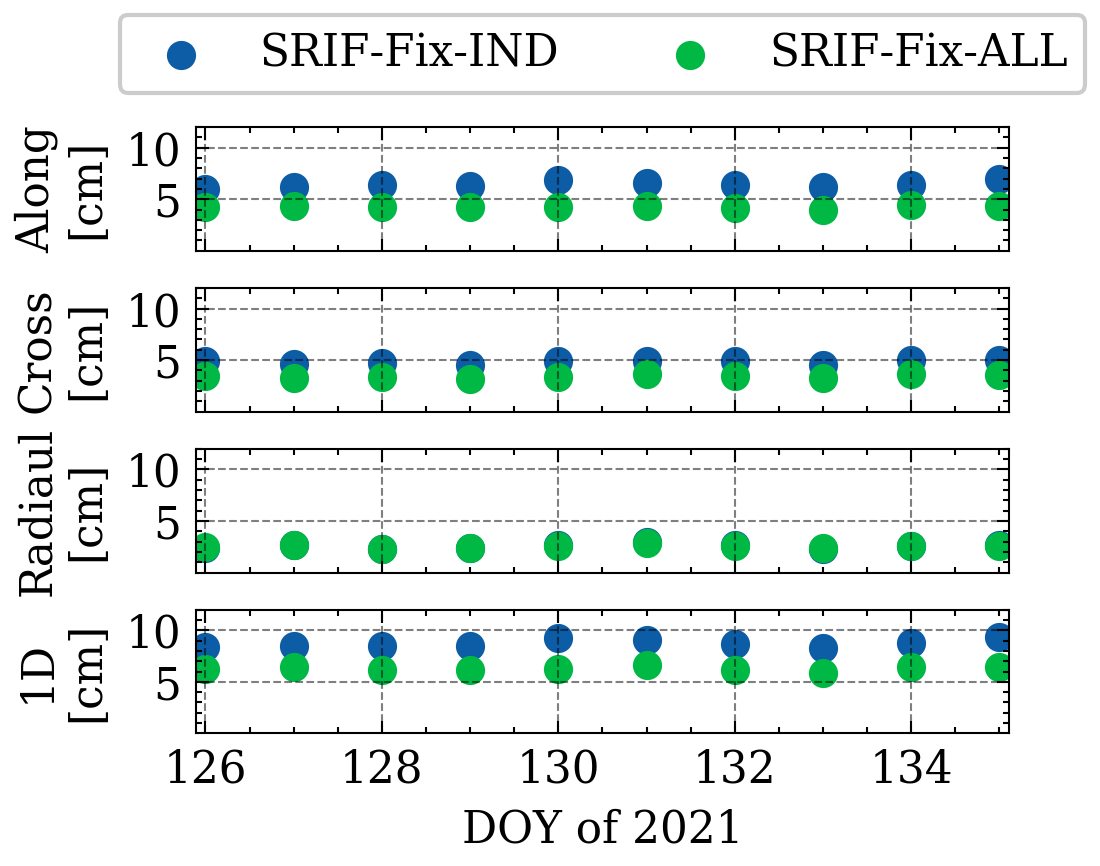 SRIF-Fix-IND SRIF-Fix-ALL
Along
[cm]
10
5
Cross
[cm]
10
5
Radiaul
[cm]
10
5
1D
[cm]
10
5
126 128 130 132 134
DOY of 2021